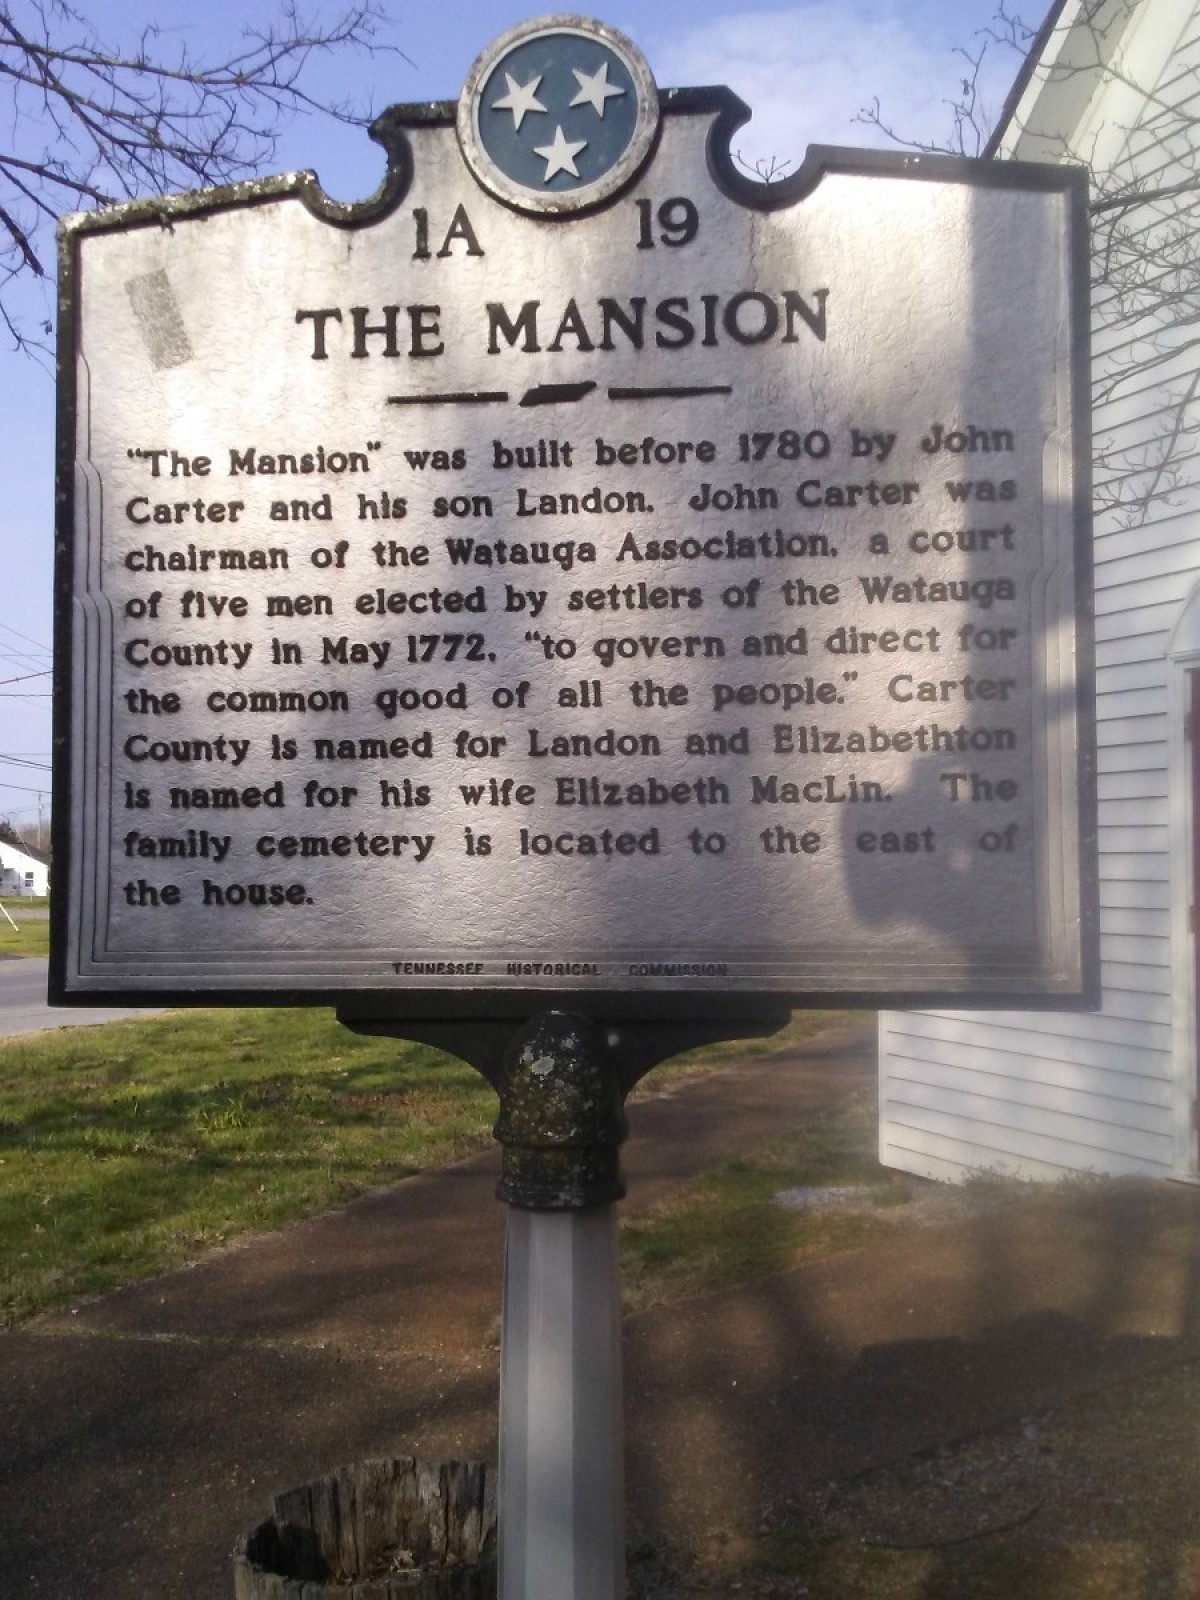 1A 19
THE MANSION
"The Mansion" was built before 1780 by John
Carter and his son Landon. John Carter was
chairman of the Watauga Association, a court
of five men elected by settlers of the Watauga
County in May 1772, "to govern and direct for
the common good of all the people." Carter
County is named for Landon and Elizabethton
is named for his wife Elizabeth MacLin. The
family cemetery is located to the east of
the house.
TENNESSEE HISTORICAL COMMISSION